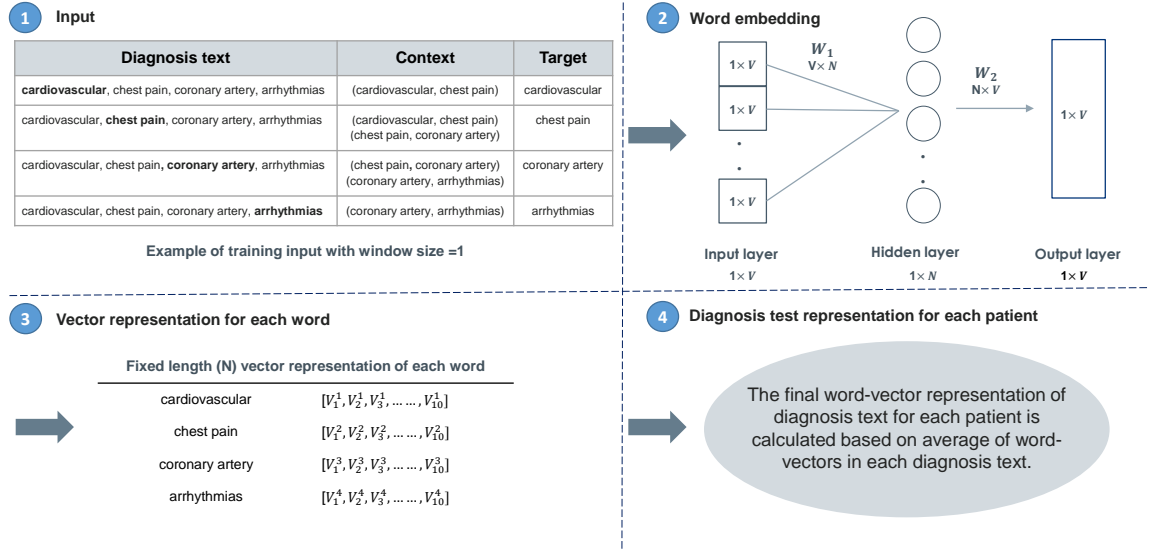 1 Input
Diagnosis text Context Target
cardiovascular, chest pain, coronary artery, arrhythmias (cardiovascular, chest pain) cardiovascular
cardiovascular, chest pain, coronary artery, arrhythmias (cardiovascular, chest pain) chest pain
(chest pain, coronary artery)
cardiovascular, chest pain, coronary artery, arrhythmias (chest pain, coronary artery) coronary artery
(coronary artery, arrhythmias)
cardiovascular, chest pain, coronary artery, arrhythmias (coronary artery, arrhythmias) arrhythmias
Example of training input with window size =1
2 Word embedding
W₁
V× N
W₂
N× V
1× V
1× V
1× V
1× V
Input layer Hidden layer Output layer
1× V 1× N 1× V
3 Vector representation for each word
Fixed length (N) vector representation of each word
cardiovascular [V₁¹, V₂¹, V₃¹, … …, V₁₀¹]
chest pain [V₁², V₂², V₃², … …, V₁₀²]
coronary artery [V₁³, V₂³, V₃³, … …, V₁₀³]
arrhythmias [V₁⁴, V₂⁴, V₃⁴, … …, V₁₀⁴]
4 Diagnosis test representation for each patient
The final word-vector representation of
diagnosis text for each patient is
calculated based on average of word-
vectors in each diagnosis text.